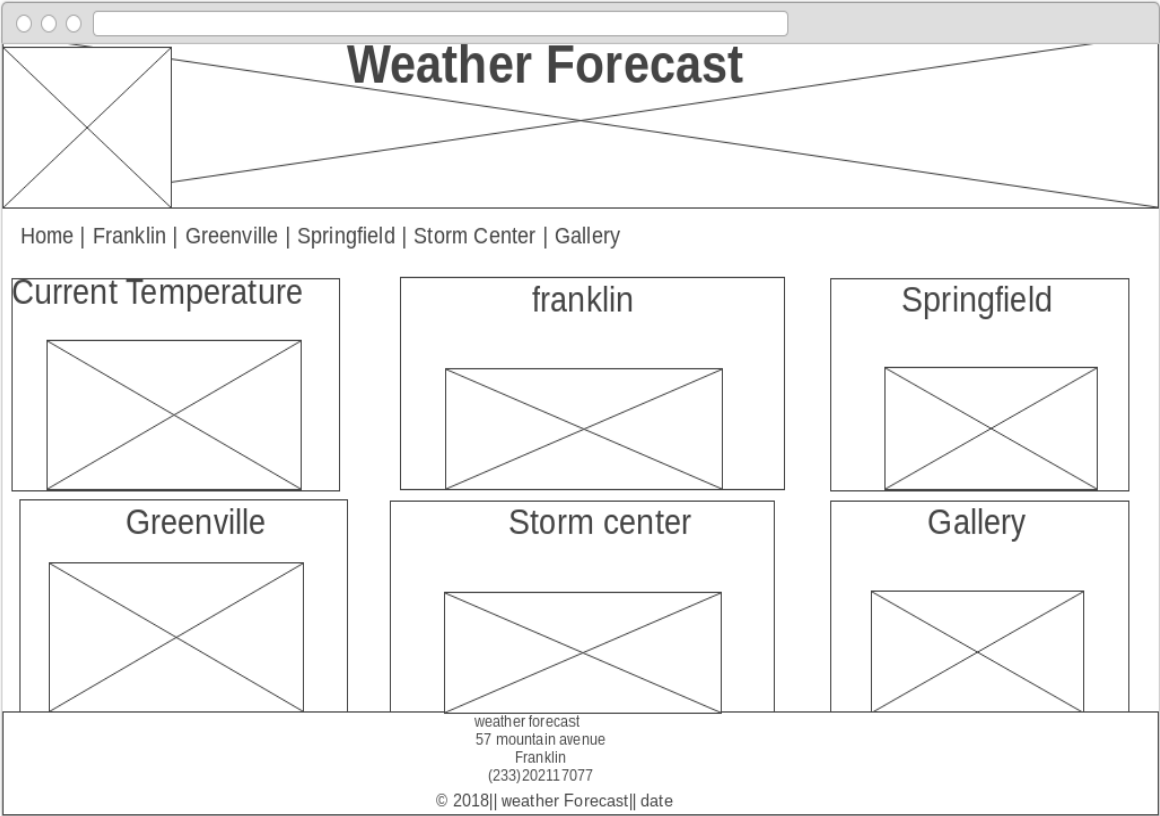 Weather Forecast
Home | Franklin | Greenville | Springfield | Storm Center | Gallery
Current Temperature
franklin
Springfield
Greenville
Storm center
Gallery
weather forecast
57 mountain avenue
Franklin
(233)202117077
© 2018|| weather Forecast|| date